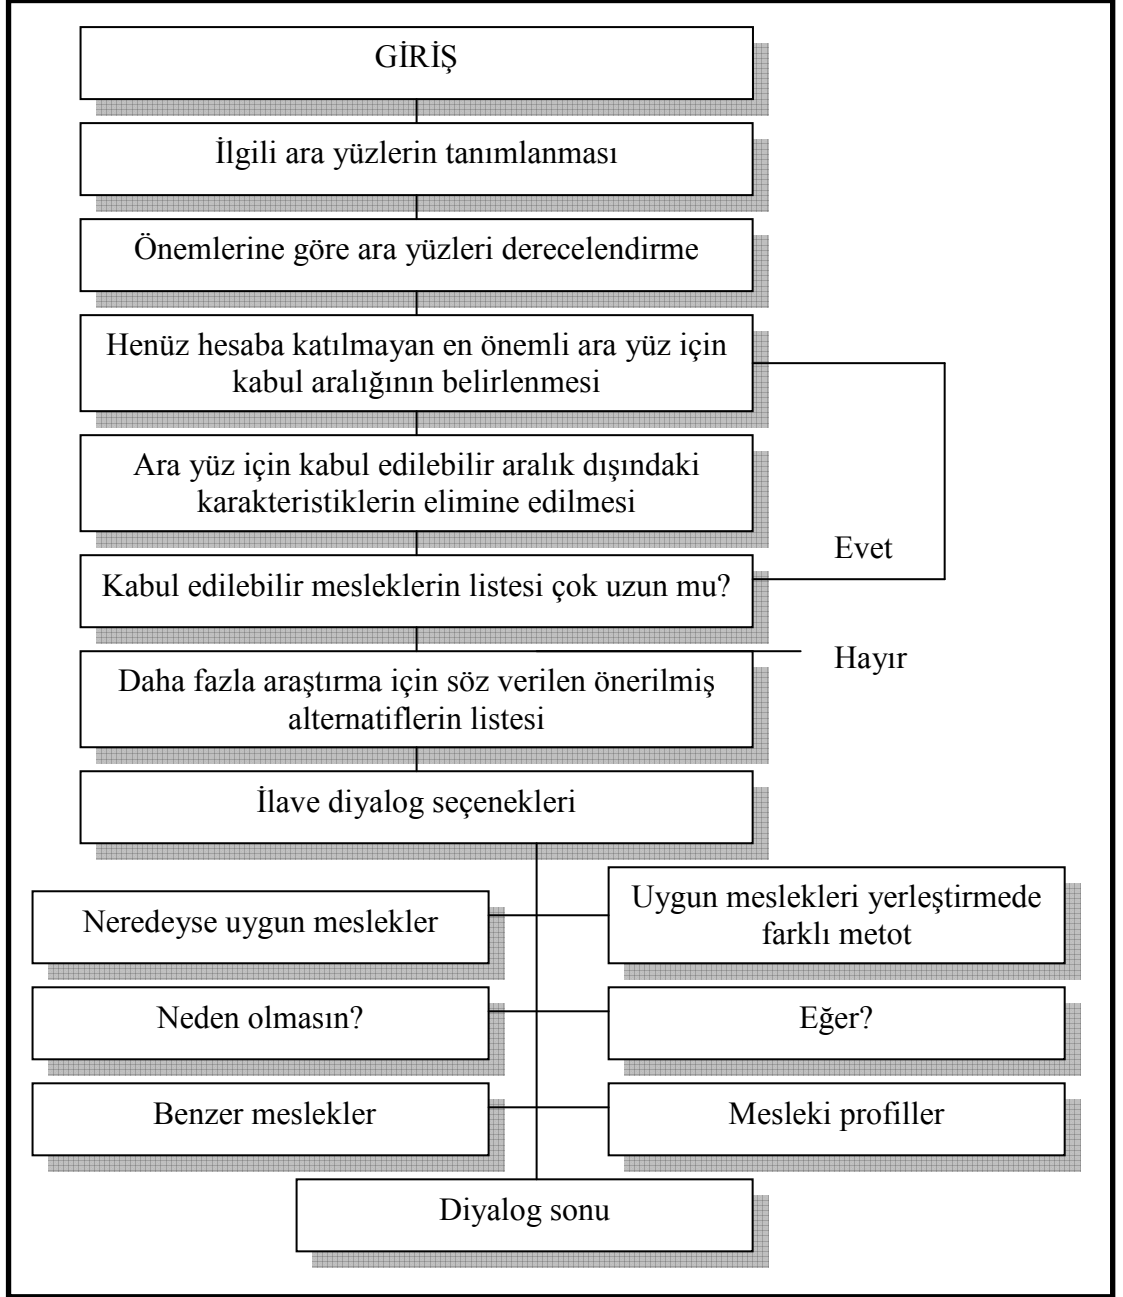 GİRİŞ
İlgili ara yüzlerin tanımlanması
Önemlerine göre ara yüzleri derecelendirme
Henüz hesaba katılmayan en önemli ara yüz için
kabul aralığının belirlenmesi
Ara yüz için kabul edilebilir aralık dışındaki
karakteristiklerin elimine edilmesi
Evet
Kabul edilebilir mesleklerin listesi çok uzun mu?
Hayır
Daha fazla araştırma için söz verilen önerilmiş
alternatiflerin listesi
İlave diyalog seçenekleri
Neredeyse uygun meslekler
Uygun meslekleri yerleştirmede
farklı metot
Neden olmasın?
Eğer?
Benzer meslekler
Mesleki profiller
Diyalog sonu